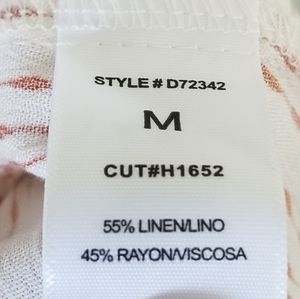 STYLE # D72342
M
CUT#H1652
55% LINEN/LINO
45% RAYON/VISCOSA